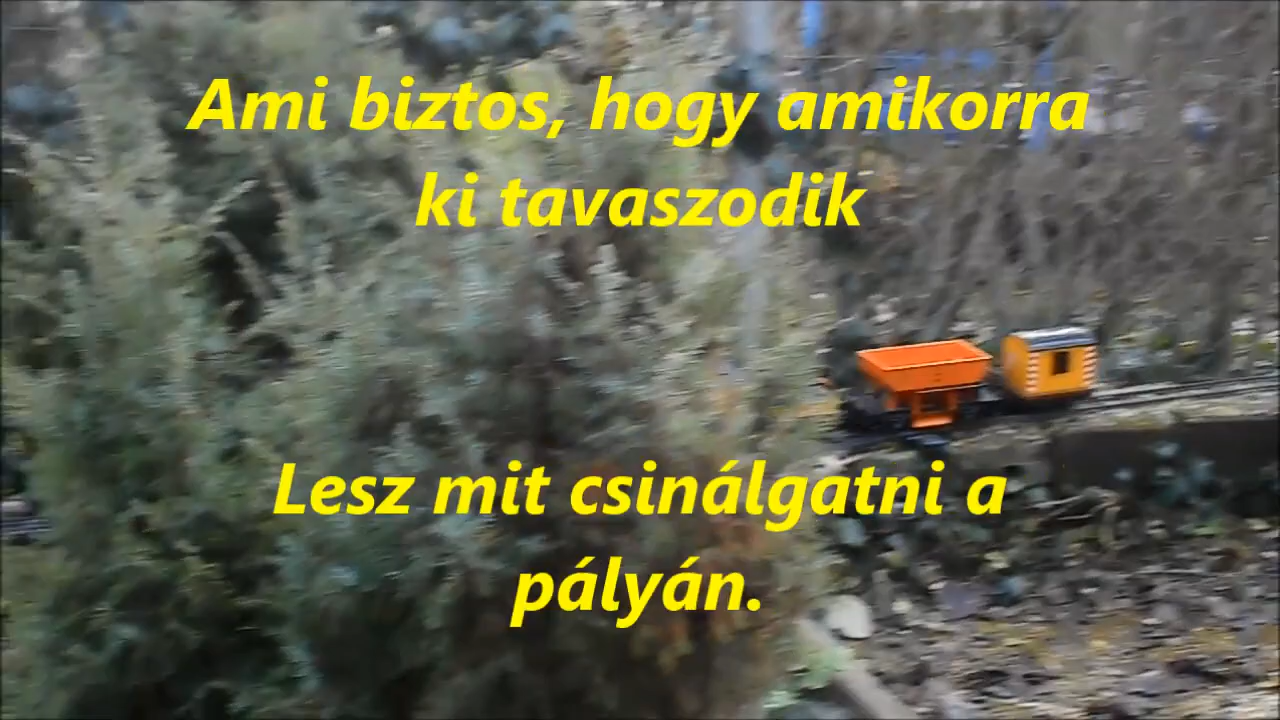 Ami biztos, hogy amikorra
ki tavaszodik
Lesz mit csinálgatni a
pályán.